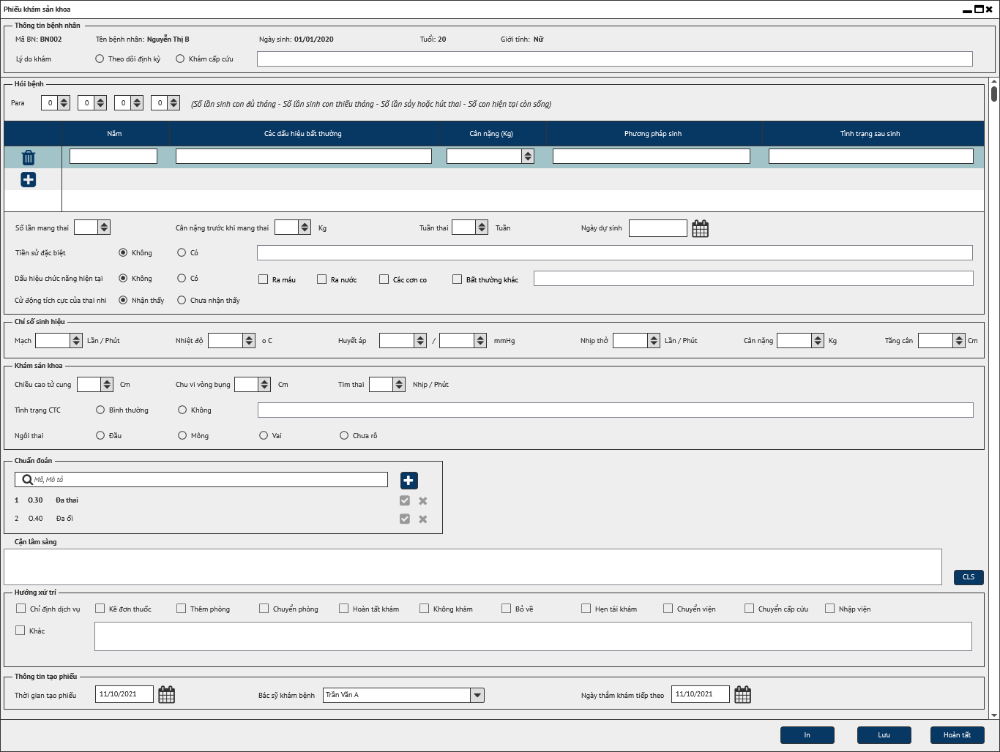 Phiếu khám sản khoa
Thông tin bệnh nhân
Mã BN: BN002 Tên bệnh nhân: Nguyễn Thị B Ngày sinh: 01/01/2020 Tuổi: 20 Giới tính: Nữ
Lý do khám Theo dõi định kỳ Khám cấp cứu
Hỏi bệnh
Para 0 0 0 0 (Số lần sinh con đủ tháng - Số lần sinh con thiếu tháng - Số lần sảy hoặc hút thai - Số con hiện tại còn sống)
Năm Các dấu hiệu bất thường Cân nặng (Kg) Phương pháp sinh Tình trạng sau sinh
Số lần mang thai Cân nặng trước khi mang thai Kg Tuần thai Tuần Ngày dự sinh
Tiền sử đặc biệt Không Có
Dấu hiệu chức năng hiện tại Không Có Ra máu Ra nước Các cơn co Bất thường khác
Cử động tích cực của thai nhi Nhận thấy Chưa nhận thấy
Chỉ số sinh hiệu
Mạch Lần / Phút Nhiệt độ o C Huyết áp / mmHg Nhịp thở Lần / Phút Cân nặng Kg Tăng cân Cm
Khám sản khoa
Chiều cao tử cung Cm Chu vi vòng bụng Cm Tim thai Nhịp / Phút
Tình trạng CTC Bình thường Không
Ngôi thai Đầu Mông Vai Chưa rõ
Chuẩn đoán
Mã, Mô tả
1 O.30 Đa thai
2 O.40 Đa ối
Cận lâm sàng
CLS
Hướng xử trí
Chỉ định dịch vụ Kê đơn thuốc Thêm phòng Chuyển phòng Hoàn tất khám Không khám Bỏ về Hẹn tái khám Chuyển viện Chuyển cấp cứu Nhập viện
Khác
Thông tin tạo phiếu
Thời gian tạo phiếu 11/10/2021 Bác sỹ khám bệnh Trần Văn A Ngày thăm khám tiếp theo 11/10/2021
In Lưu Hoàn tất